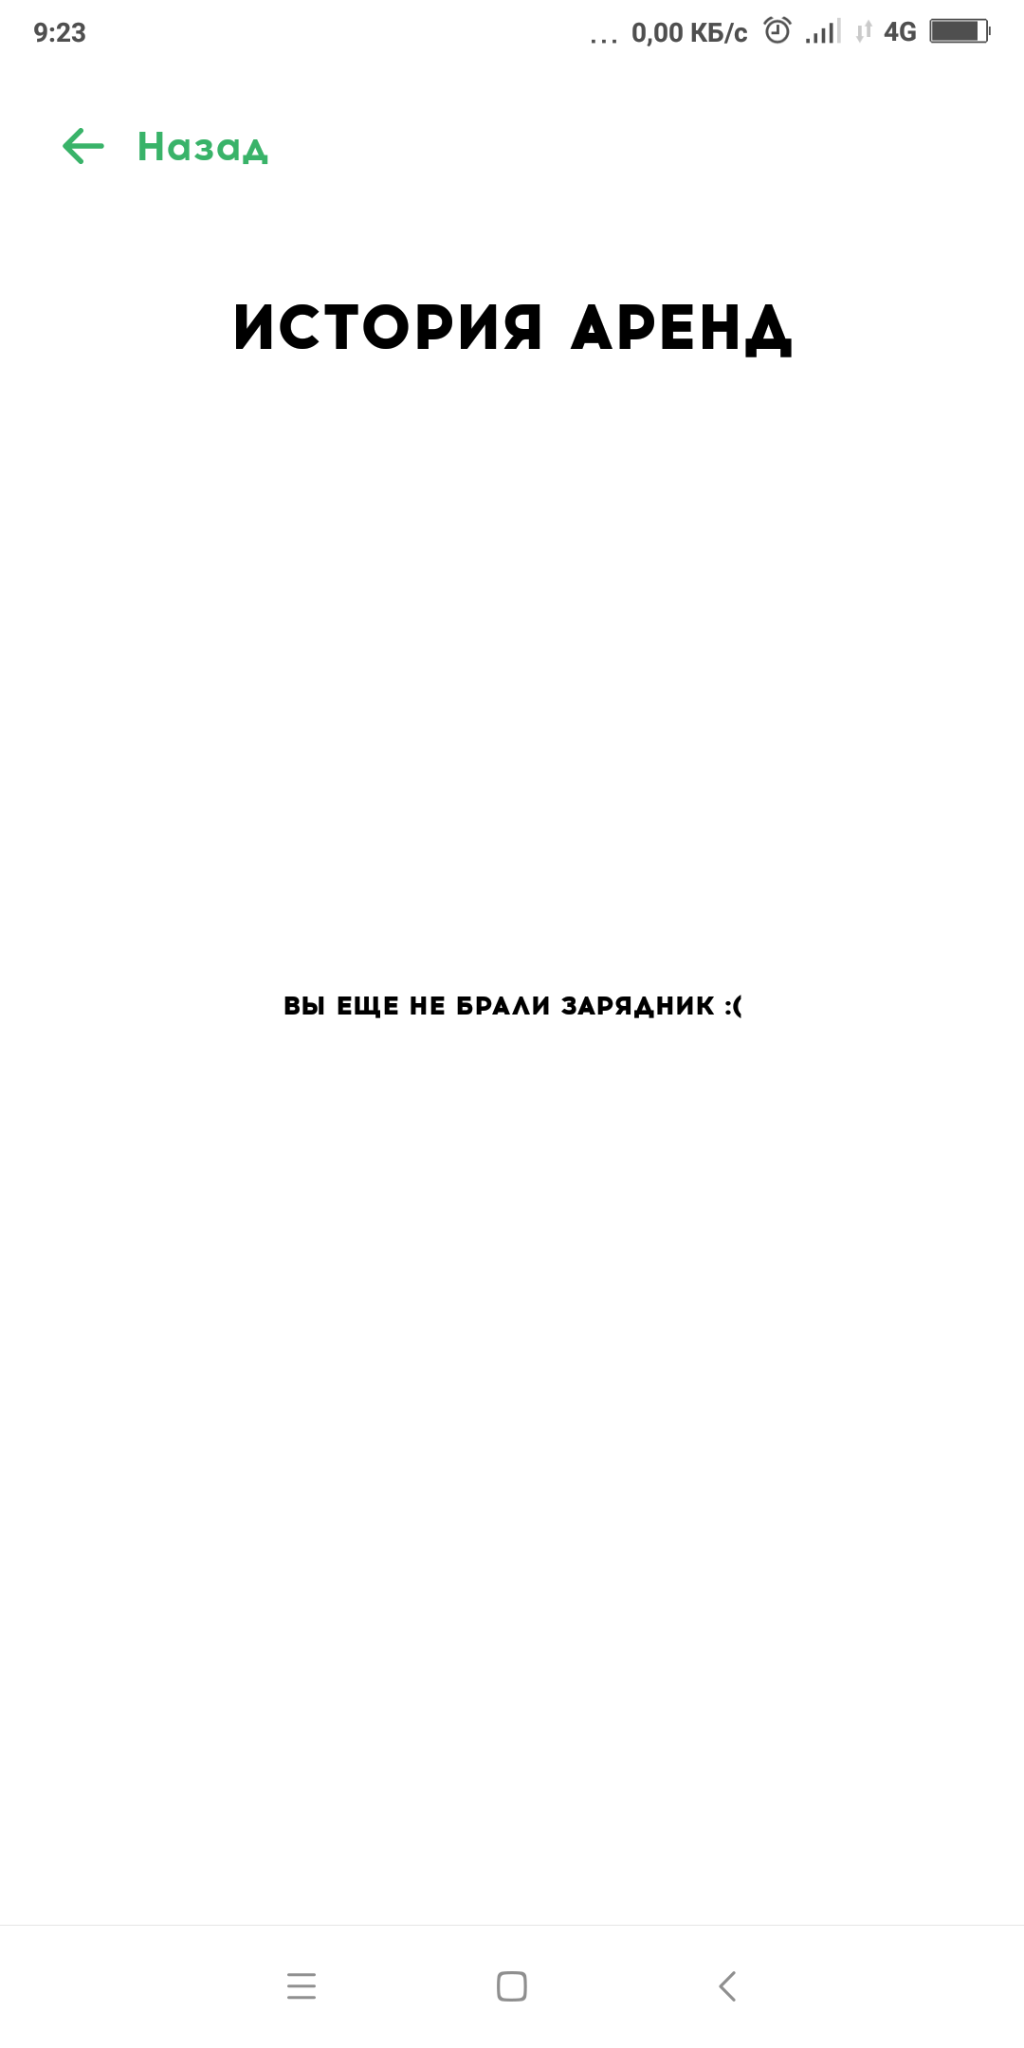 9:23
... 0,00 КБ/с 4G
Назад
ИСТОРИЯ АРЕНД
ВЫ ЕЩЕ НЕ БРАЛИ ЗАРЯДНИК :(